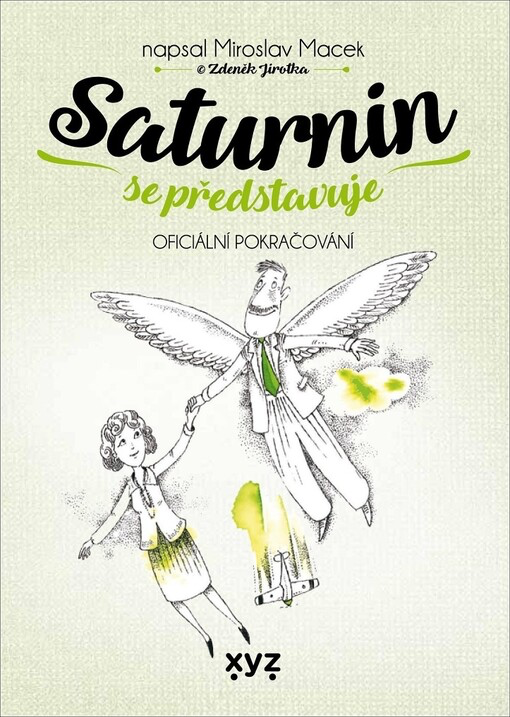 napsal Miroslav Macek
© Zdeněk Jirotka
Saturnin
se představuje
OFICIÁLNÍ POKRAČOVÁNÍ
xyz